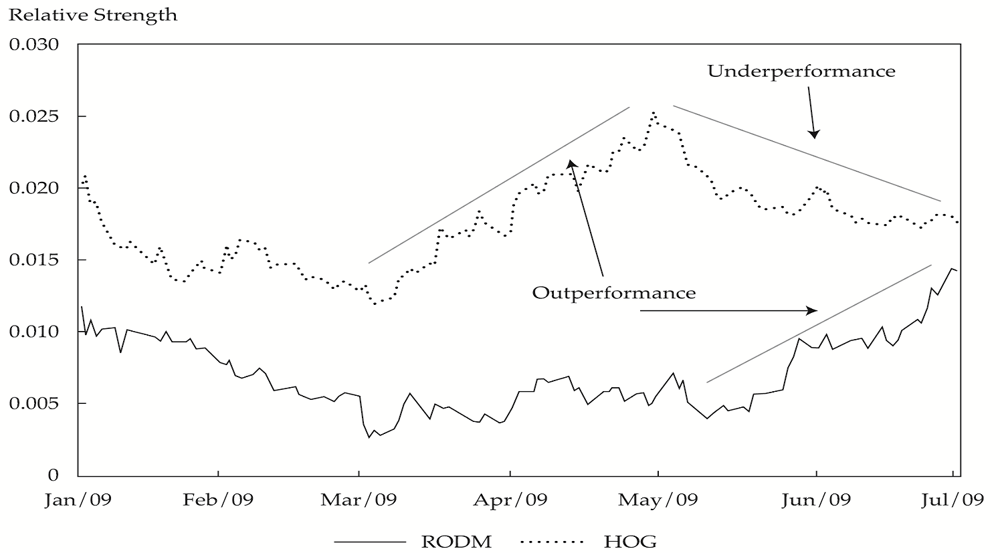 Relative Strength
0.030
Underperformance
0.025
0.020
0.015
Outperformance
0.010
0.005
0
Jan/09 Feb/09 Mar/09 Apr/09 May/09 Jun/09 Jul/09
RODM HOG